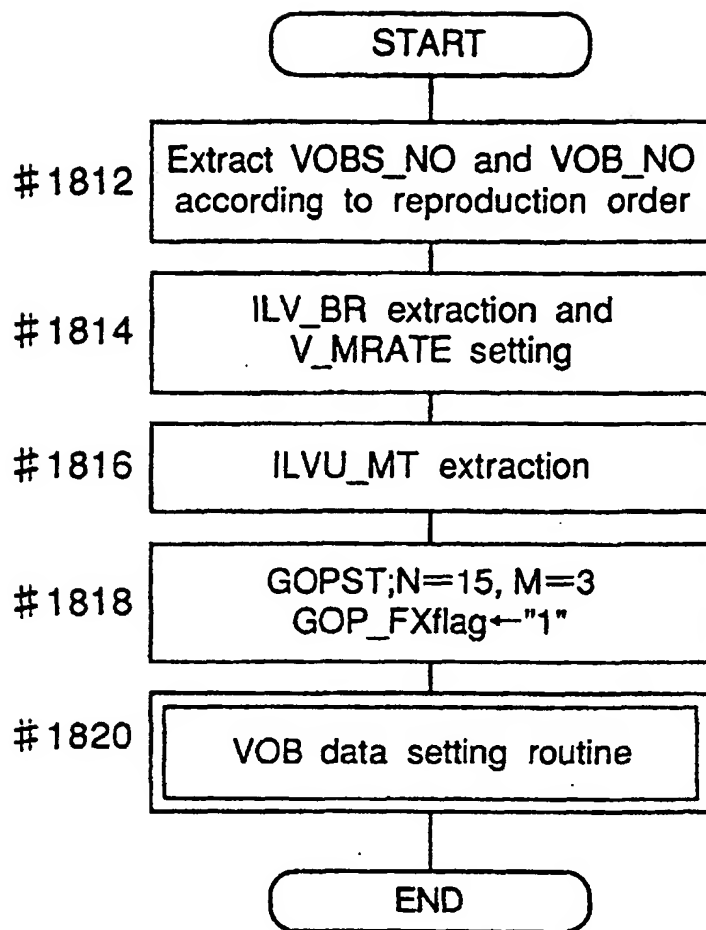 START
#1812
Extract VOBS_NO and VOB_NO
according to reproduction order
#1814
ILV_BR extraction and
V_MRATE setting
#1816
ILVU_MT extraction
#1818
GOPST;N=15, M=3
GOP_FXflag←"1"
#1820
VOB data setting routine
END